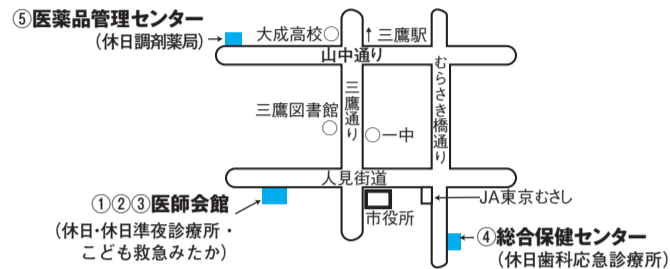 ⑤医薬品管理センター
(休日調剤薬局)
大成高校
↑三鷹駅
山中通り
むらさき橋通り
三鷹通り
三鷹図書館
一中
人見街道
①②③医師会館
(休日・休日準夜診療所・
こども救急みたか)
市役所
JA東京むさし
④総合保健センター
(休日歯科応急診療所)